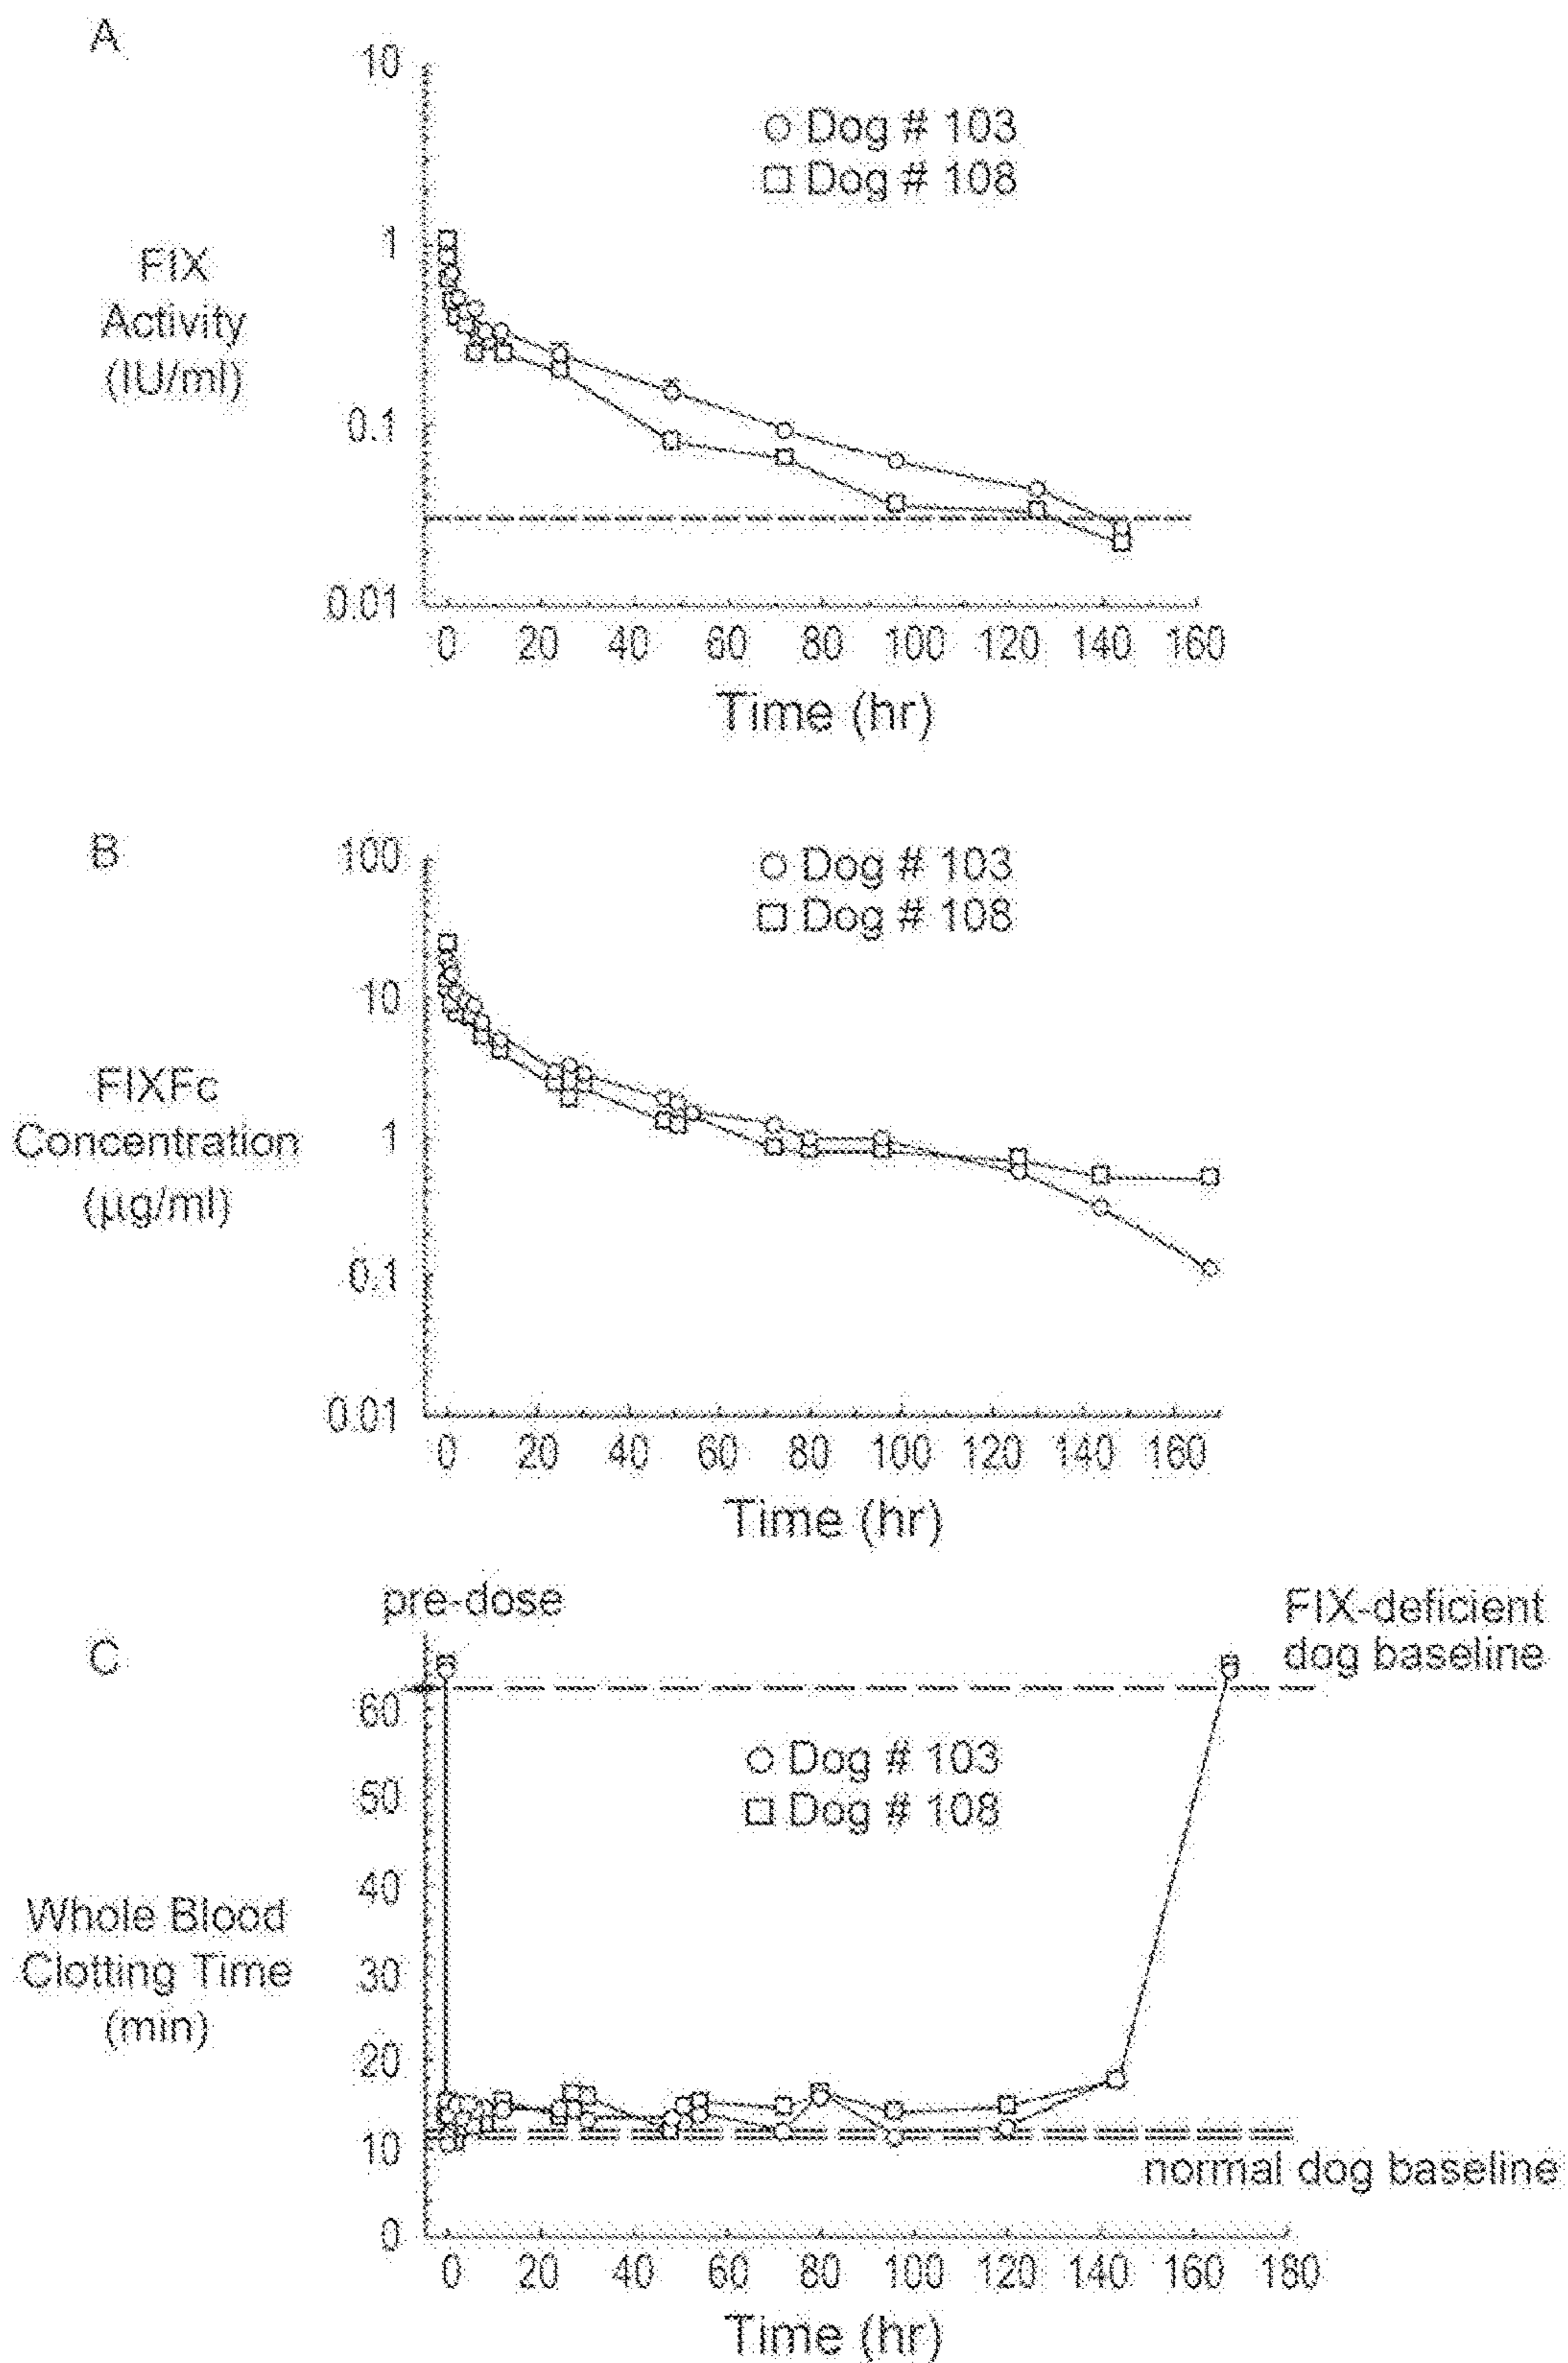 A
10
1
0.1
0.01
FIX
Activity
(IU/ml)
Dog # 103
Dog # 108
0 20 40 60 80 100 120 140 160
Time (hr)
B
100
10
1
0.1
0.01
FIXFc
Concentration
(µg/ml)
Dog # 103
Dog # 108
0 20 40 60 80 100 120 140 160
Time (hr)
C
pre-dose
FIX-deficient
dog baseline
60
50
40
30
20
10
0
Whole Blood
Clotting Time
(min)
Dog # 103
Dog # 108
normal dog baseline
0 20 40 60 80 100 120 140 160 180
Time (hr)